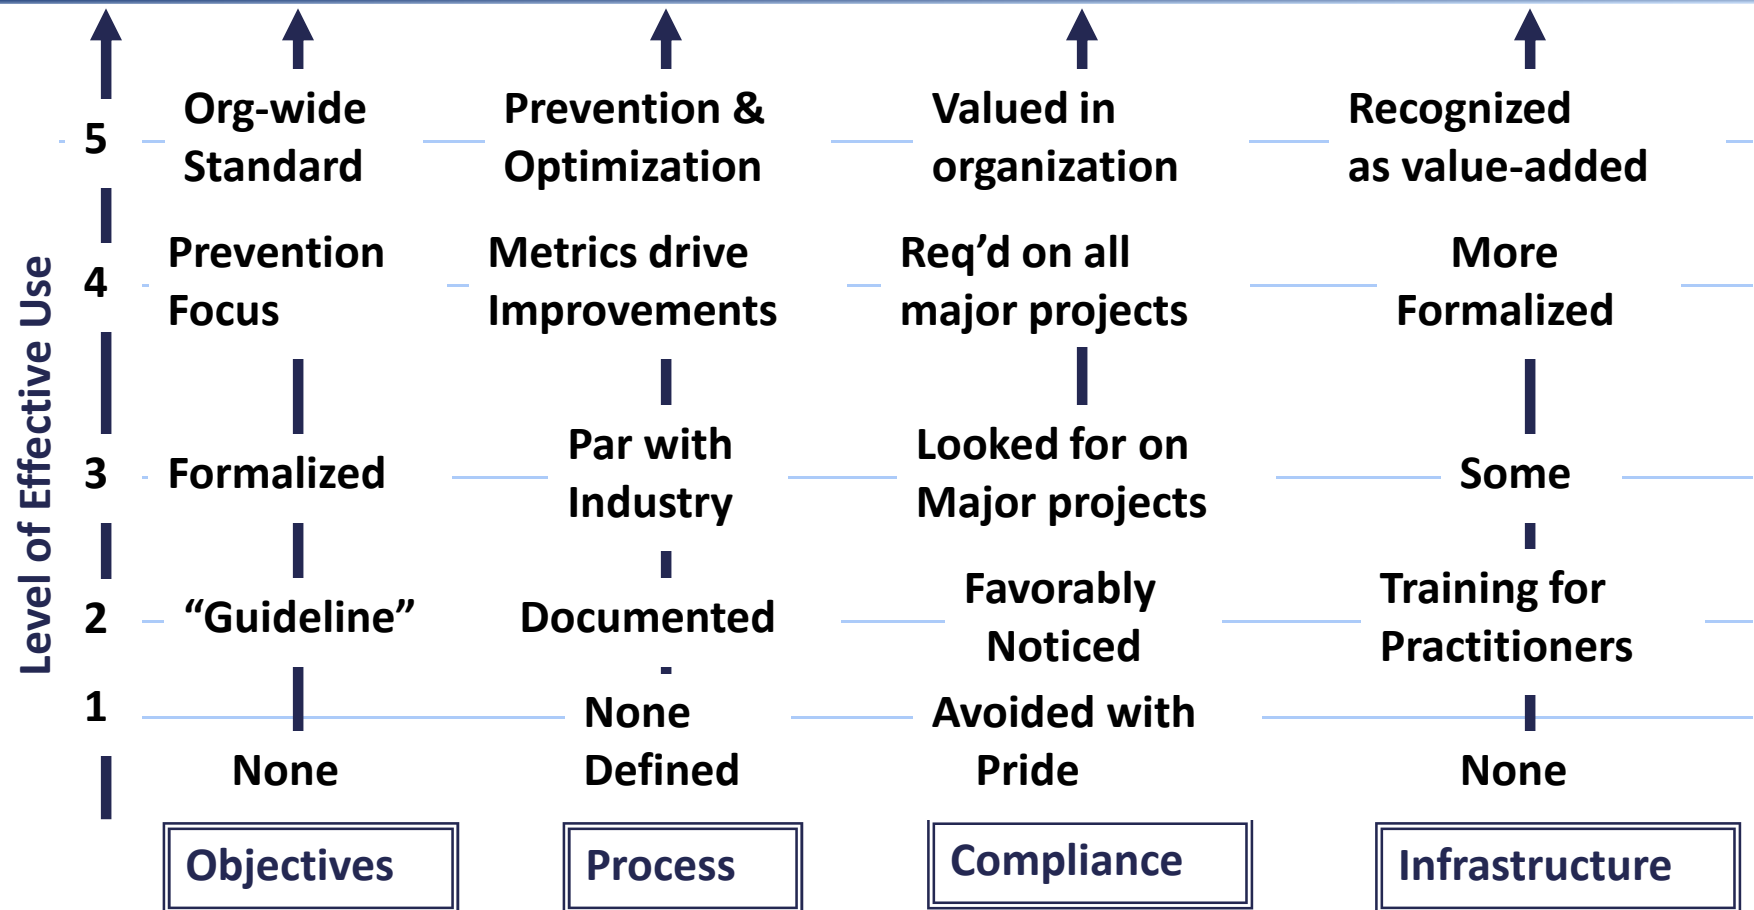 Level of Effective Use
5
Org-wide
Standard
Prevention &
Optimization
Valued in
organization
Recognized
as value-added
4
Prevention
Focus
Metrics drive
Improvements
Req’d on all
major projects
More
Formalized
3
Formalized
Par with
Industry
Looked for on
Major projects
Some
2
“Guideline”
Documented
Favorably
Noticed
Training for
Practitioners
1
None
None
Defined
Avoided with
Pride
None
Objectives
Process
Compliance
Infrastructure